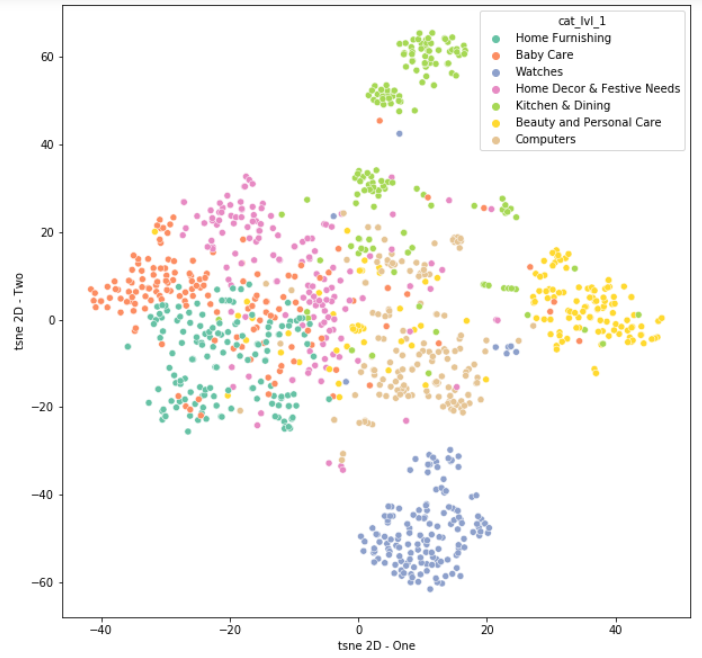 cat_lvl_1
Home Furnishing
Baby Care
Watches
Home Decor & Festive Needs
Kitchen & Dining
Beauty and Personal Care
Computers
tsne 2D - Two
60
40
20
0
−20
−40
−60
−40 −20 0 20 40
tsne 2D - One